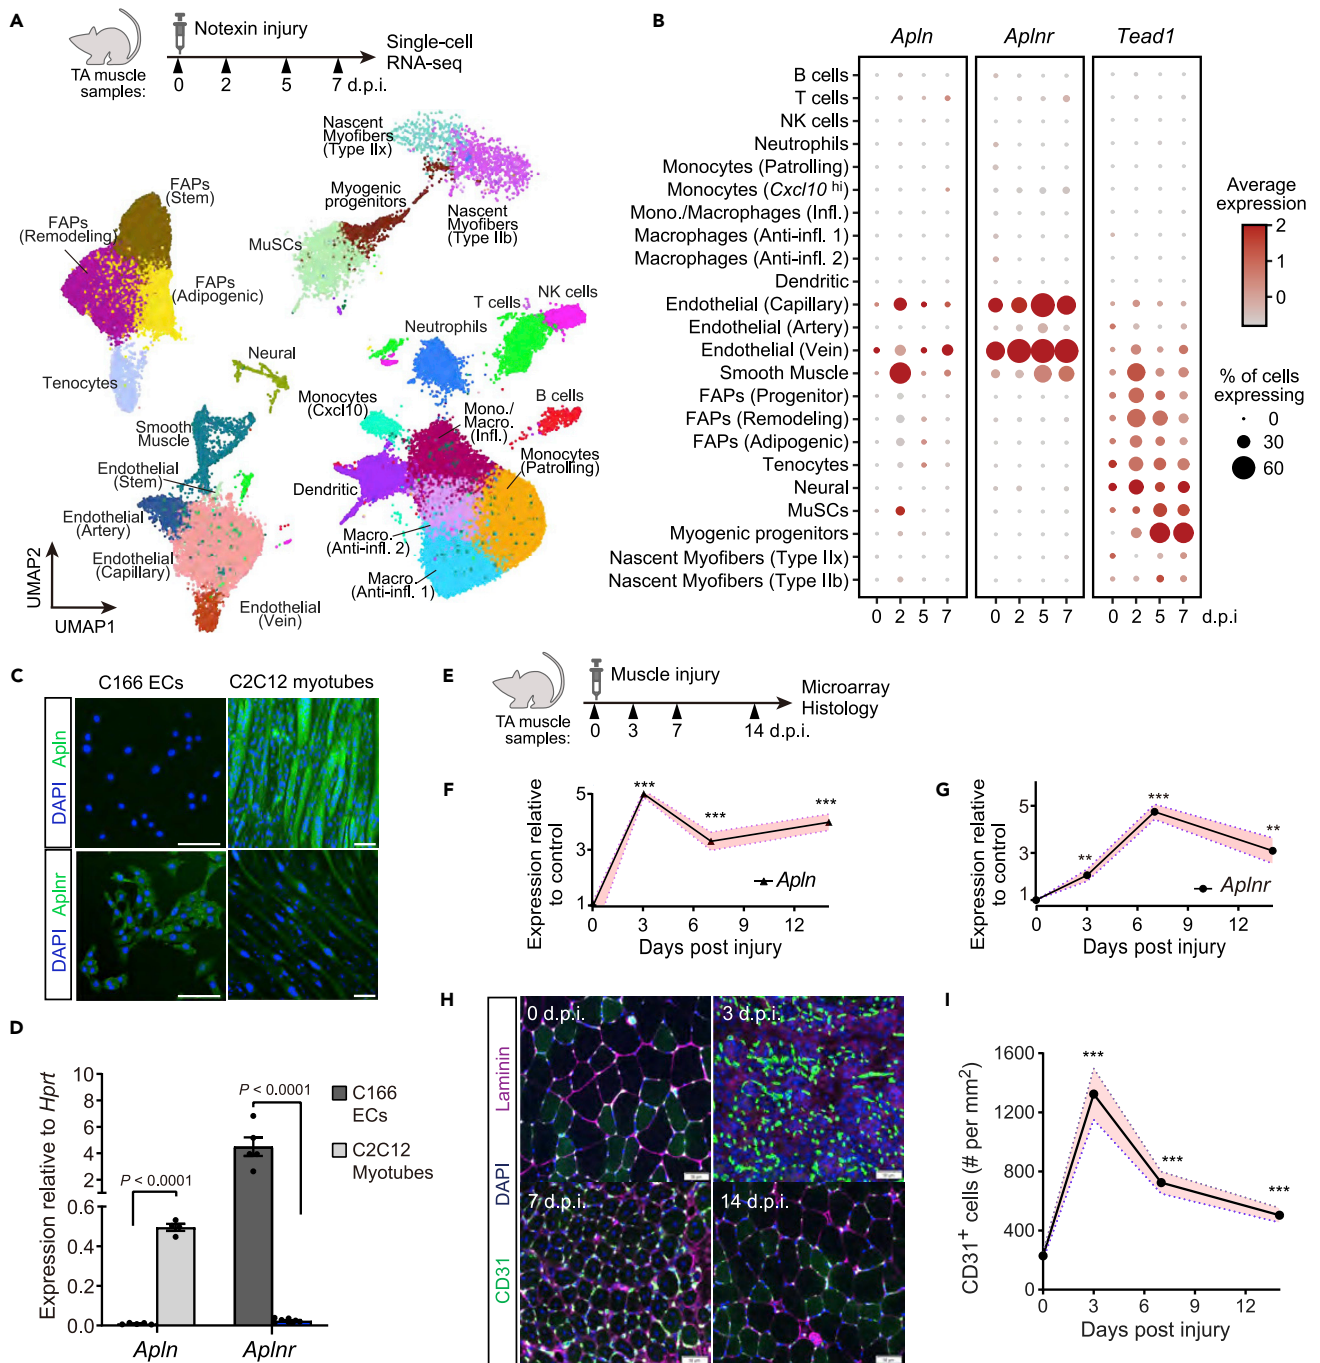 A
Notexin injury
TA muscle
samples:
0 2 5 7 d.p.i.
Single-cell
RNA-seq
Nascent
Myofibers
(Type IIx)
FAPs
(Stem)
Myogenic
progenitors
FAPs
(Remodeling)
MuSCs
Nascent
Myofibers
(Type IIb)
FAPs
(Adipogenic)
T cells
NK cells
Neutrophils
Neural
Tenocytes
Monocytes
(Cxcl10)
Mono./
Macro.
(Infl.)
B cells
Smooth
Muscle
Monocytes
(Patrolling)
Endothelial
(Stem)
Dendritic
Endothelial
(Artery)
Macro.
(Anti-infl. 2)
Endothelial
(Capillary)
Macro.
(Anti-infl. 1)
Endothelial
(Vein)
UMAP2
UMAP1
B
Apln Aplnr Tead1
B cells
T cells
NK cells
Neutrophils
Monocytes (Patrolling)
Monocytes (Cxcl10 hi)
Mono./Macrophages (Infl.)
Macrophages (Anti-infl. 1)
Macrophages (Anti-infl. 2)
Dendritic
Endothelial (Capillary)
Endothelial (Artery)
Endothelial (Vein)
Smooth Muscle
FAPs (Progenitor)
FAPs (Remodeling)
FAPs (Adipogenic)
Tenocytes
Neural
MuSCs
Myogenic progenitors
Nascent Myofibers (Type IIx)
Nascent Myofibers (Type IIb)
0 2 5 7 0 2 5 7 0 2 5 7 d.p.i
Average
expression
2
1
0
% of cells
expressing
0
30
60
C
C166 ECs C2C12 myotubes
DAPI Apln
DAPI Aplnr
D
Expression relative to Hprt
10
8
6
4
2
0.6
0.4
0.2
0.0
P < 0.0001
P < 0.0001
C166
ECs
C2C12
Myotubes
Apln Aplnr
E
Muscle injury
TA muscle
samples:
0 3 7 14 d.p.i.
Microarray
Histology
F
Expression relative
to control
5
3
1
***
***
***
Apln
0 3 6 9 12
Days post injury
G
Expression relative
to control
5
3
1
**
***
**
Aplnr
0 3 6 9 12
Days post injury
H
CD31 DAPI Laminin
0 d.p.i.
3 d.p.i.
7 d.p.i.
14 d.p.i.
I
CD31+ cells (# per mm2)
1600
1200
800
400
0
***
***
***
0 3 6 9 12
Days post injury